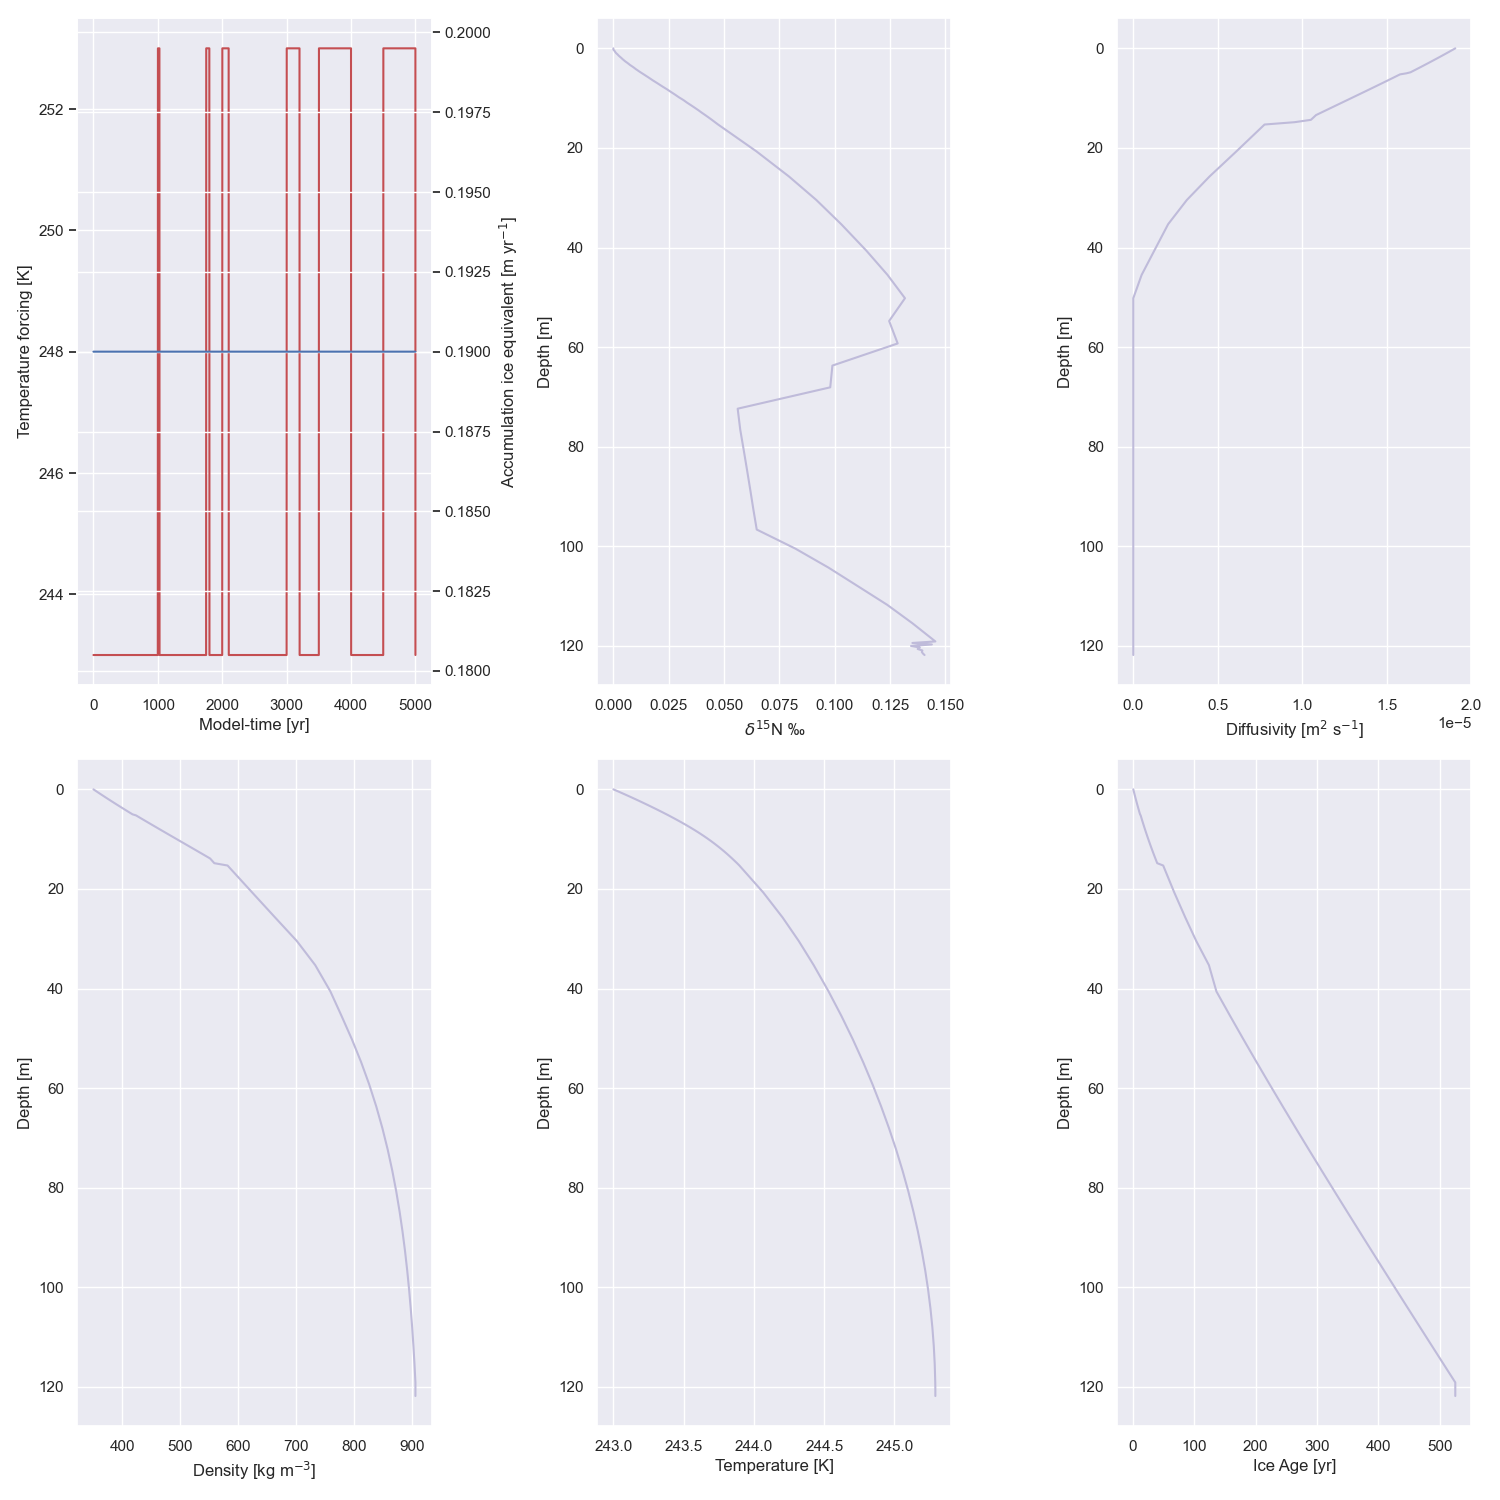 252
250
248
246
244
Temperature forcing [K]
0 1000 2000 3000 4000 5000
Model-time [yr]
0.2000
0.1975
0.1950
0.1925
0.1900
0.1875
0.1850
0.1825
0.1800
Accumulation ice equivalent [m yr⁻¹]
0
20
40
60
80
100
120
Depth [m]
0.000 0.025 0.050 0.075 0.100 0.125 0.150
δ¹⁵N ‰
0
20
40
60
80
100
120
Depth [m]
0.0 0.5 1.0 1.5 2.0
1e−5
Diffusivity [m² s⁻¹]
0
20
40
60
80
100
120
Depth [m]
400 500 600 700 800 900
Density [kg m⁻³]
0
20
40
60
80
100
120
Depth [m]
243.0 243.5 244.0 244.5 245.0
Temperature [K]
0
20
40
60
80
100
120
Depth [m]
0 100 200 300 400 500
Ice Age [yr]